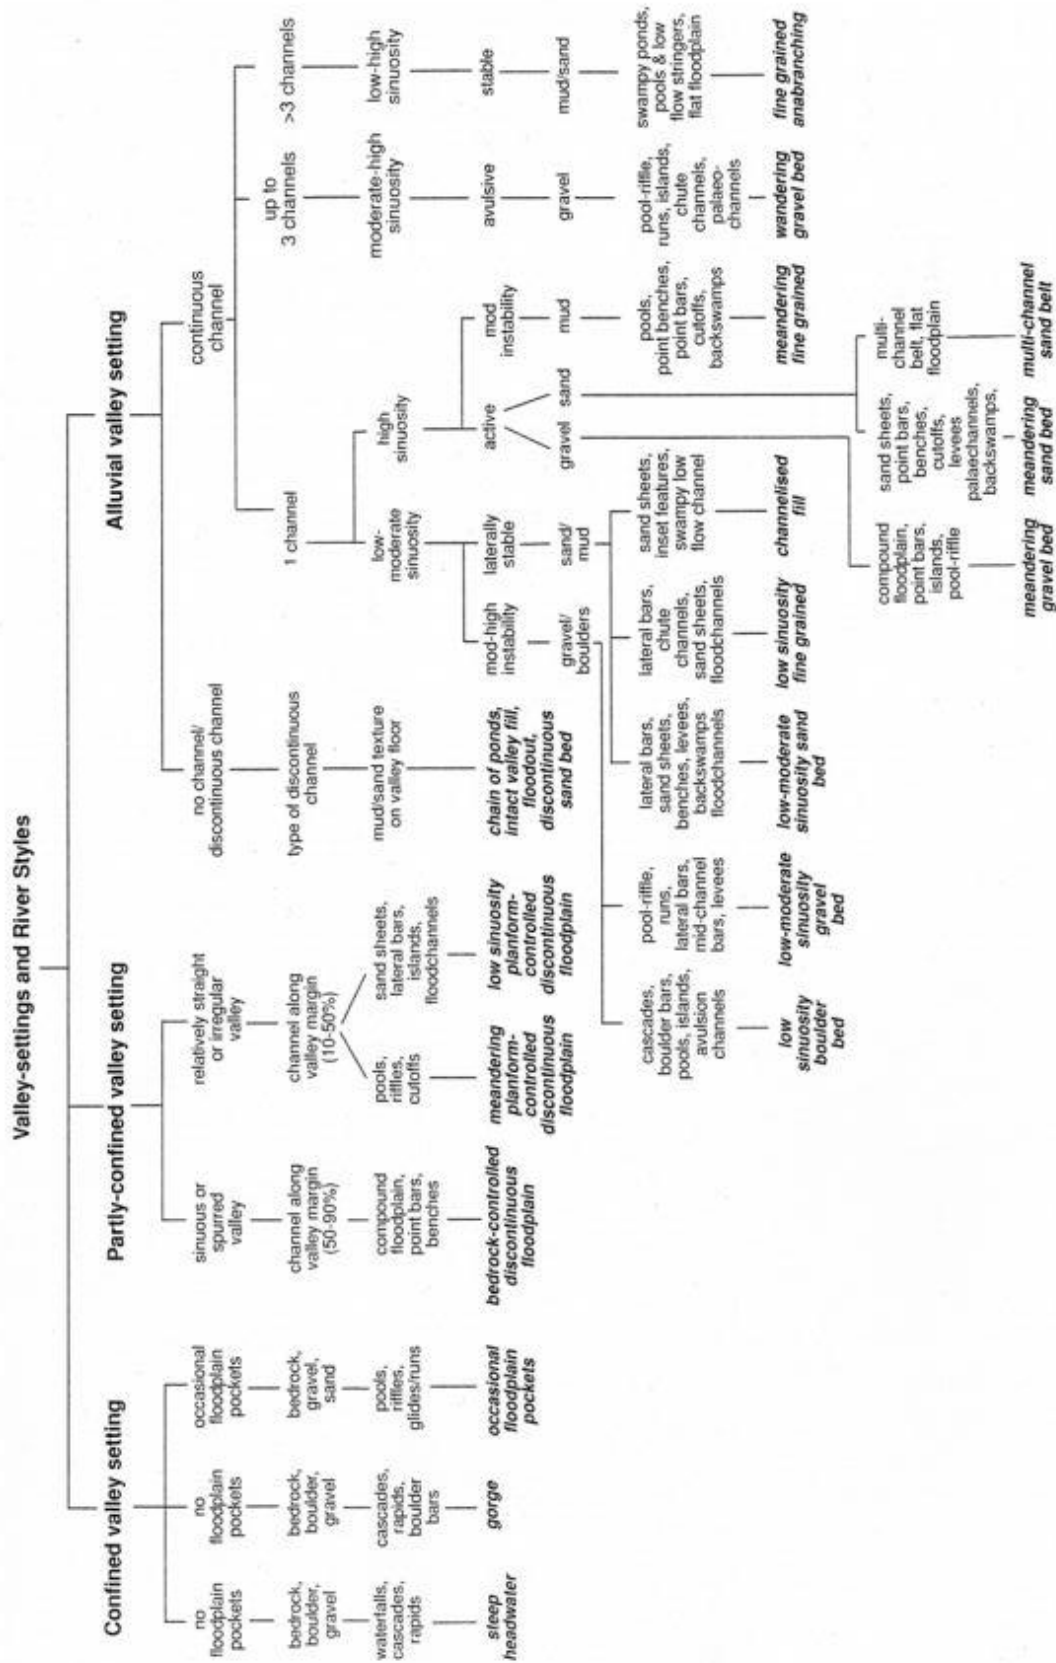 Valley-settings and River Styles
Confined valley setting
Partly-confined valley setting
Alluvial valley setting
no
floodplain
pockets
bedrock,
boulder,
gravel
waterfalls,
cascades,
rapids
steep
headwater
no
floodplain
pockets
bedrock,
boulder,
gravel
cascades,
rapids,
boulder
bars
gorge
occasional
floodplain
pockets
bedrock,
gravel,
sand
pools,
riffles,
glides/runs
occasional
floodplain
pockets
sinuous or
spurred
valley
channel along
valley margin
(50-90%)
compound
floodplain,
point bars,
benches
bedrock-controlled
discontinuous
floodplain
relatively straight
or irregular
valley
channel along
valley margin
(10-50%)
pools,
riffles,
cutoffs
meandering
planform-
controlled
discontinuous
floodplain
sand sheets,
lateral bars,
islands,
floodchannels
low sinuosity
planform-
controlled
discontinuous
floodplain
no channel/
discontinuous channel
type of discontinuous
channel
mud/sand texture
on valley floor
chain of ponds,
intact valley fill,
floodout,
discontinuous
sand bed
continuous
channel
1 channel
low-
moderate
sinuosity
mod-high
instability
gravel/
boulders
cascades,
boulder bars,
pools, islands,
avulsion
channels
low
sinuosity
boulder
bed
pool-riffle,
runs,
lateral bars,
mid-channel
bars, levees
low-moderate
sinuosity
gravel
bed
laterally
stable
sand/
mud
lateral bars,
sand sheets,
benches, levees,
backswamps
floodchannels
low-moderate
sinuosity sand
bed
lateral bars,
chute
channels,
sand sheets,
floodchannels
low sinuosity
fine grained
sand sheets,
inset features,
swampy low
flow channel
channelised
fill
high
sinuosity
active
gravel
compound
floodplain,
point bars,
islands,
pool-riffle
meandering
gravel bed
sand
sand sheets,
point bars,
benches,
cutoffs,
levees
palaechannels,
backswamps,
meandering
sand bed
multi-
channel
belt, flat
floodplain
multi-channel
sand belt
mod
instability
mud
pools,
point benches,
point bars,
cutoffs,
backswamps
meandering
fine grained
up to
3 channels
moderate-high
sinuosity
avulsive
gravel
pool-riffle,
runs, islands,
chute
channels,
palaeo-
channels
wandering
gravel bed
>3 channels
low-high
sinuosity
stable
mud/sand
swampy ponds,
pools & low
flow stringers,
flat floodplain
fine grained
anabranching